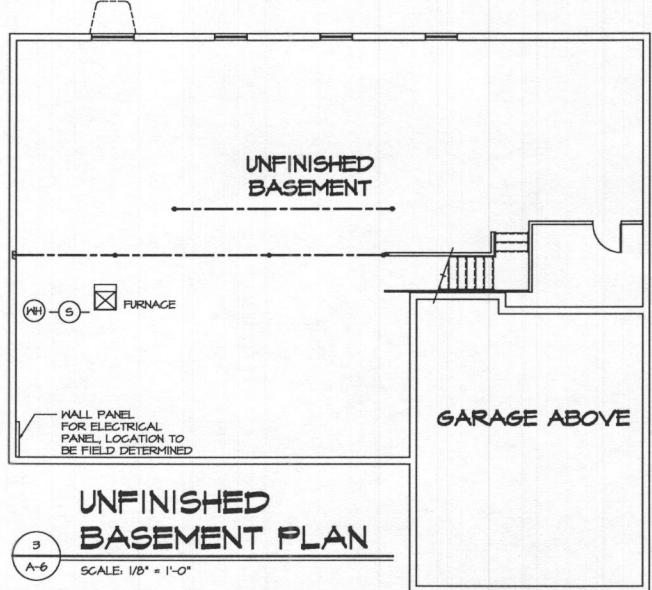 UNFINISHED
BASEMENT
WH
S
FURNACE
WALL PANEL
FOR ELECTRICAL
PANEL, LOCATION TO
BE FIELD DETERMINED
GARAGE ABOVE
UNFINISHED
BASEMENT PLAN
3
A-6
SCALE: 1/8" = 1'-0"